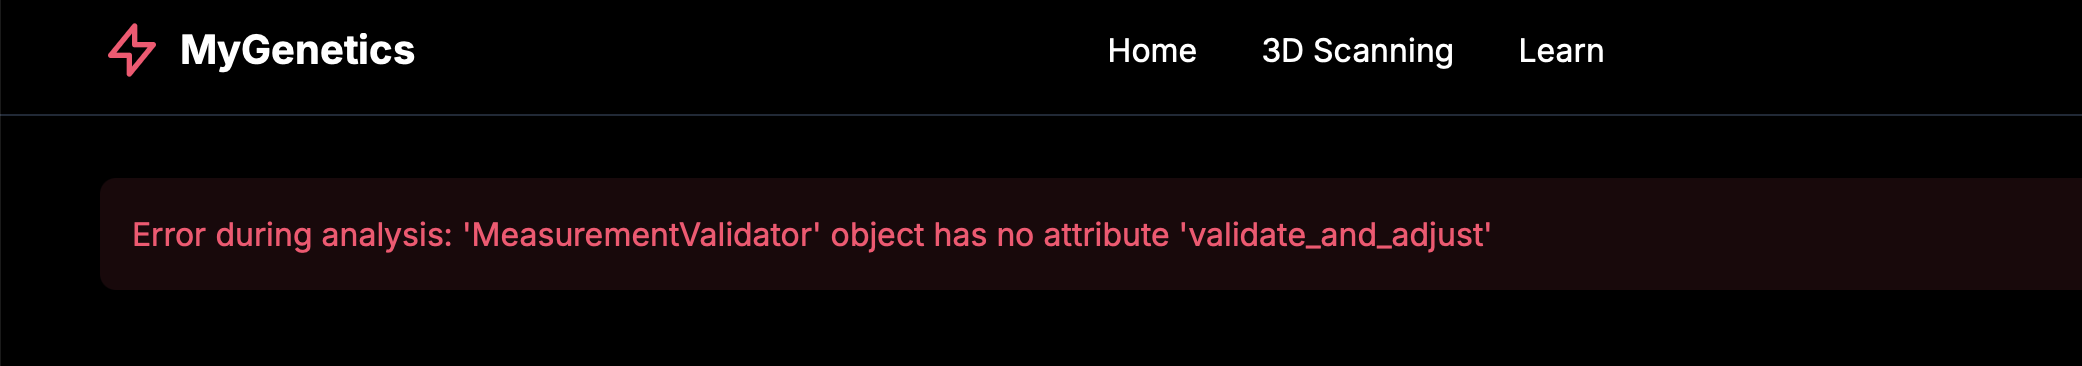 MyGenetics
Home 3D Scanning Learn
Error during analysis: 'MeasurementValidator' object has no attribute 'validate_and_adjust'